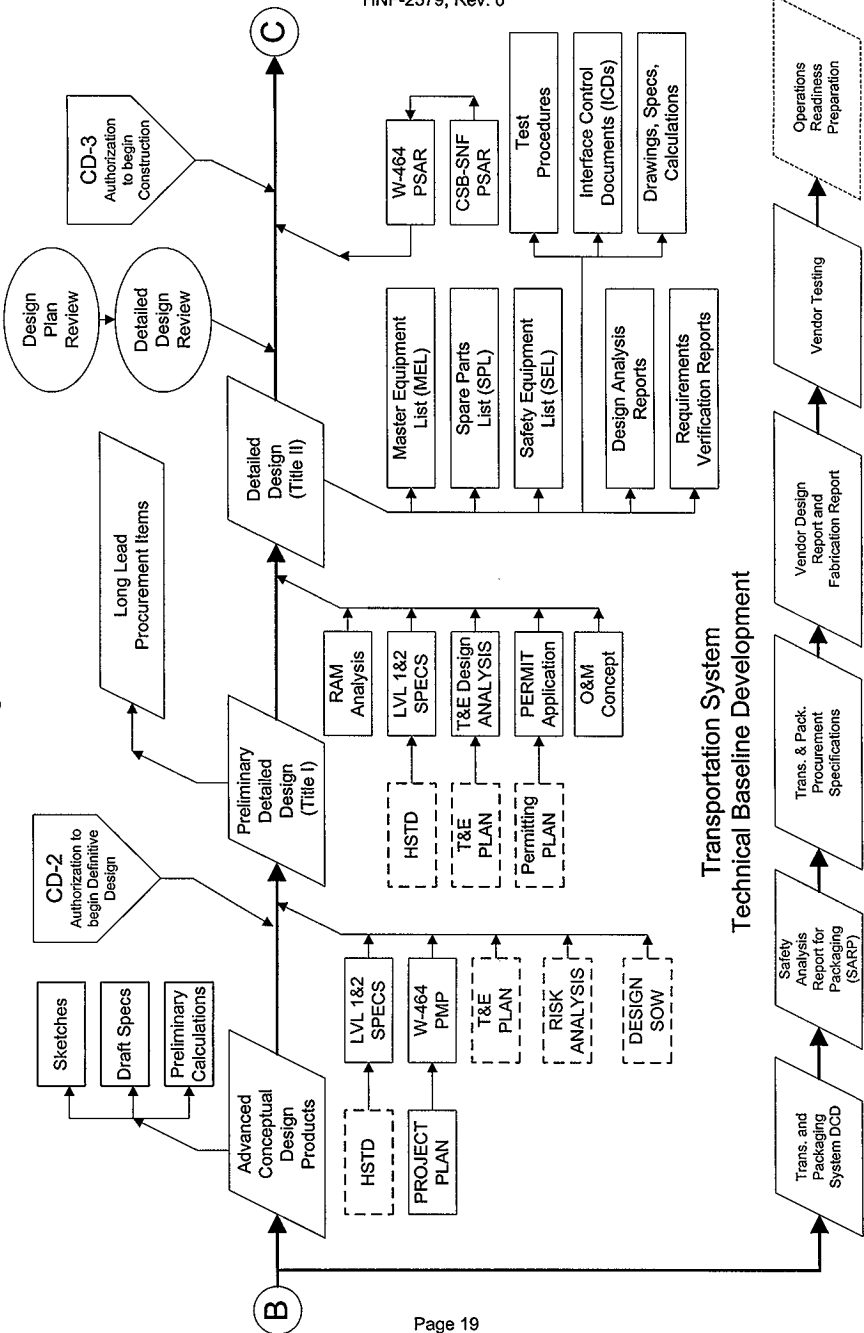 HNF-2379, Rev. 0
B
C
Sketches
Draft Specs
Preliminary
Calculations
CD-2
Authorization to
begin Definitive
Design
Long Lead
Procurement Items
Design
Plan
Review
Detailed
Design
Review
CD-3
Authorization
to begin
Construction
Advanced
Conceptual
Design
Products
Preliminary
Detailed
Design
(Title I)
Detailed
Design
(Title II)
HSTD
LVL 1&2
SPECS
PROJECT
PLAN
W-464
PMP
T&E
PLAN
RISK
ANALYSIS
DESIGN
SOW
RAM
Analysis
HSTD
LVL 1&2
SPECS
T&E
PLAN
T&E Design
ANALYSIS
Permitting
PLAN
PERMIT
Application
O&M
Concept
Master Equipment
List (MEL)
Spare Parts
List (SPL)
Safety Equipment
List (SEL)
Design Analysis
Reports
Requirements
Verification Reports
W-464
PSAR
CSB-SNF
PSAR
Test
Procedures
Interface Control
Documents (ICDs)
Drawings, Specs,
Calculations
Transportation System
Technical Baseline Development
Trans. and
Packaging
System DCD
Safety
Analysis
Report for
Packaging
(SARP)
Trans. & Pack.
Procurement
Specifications
Vendor Design
Report and
Fabrication Report
Vendor Testing
Operations
Readiness
Preparation
Page 19